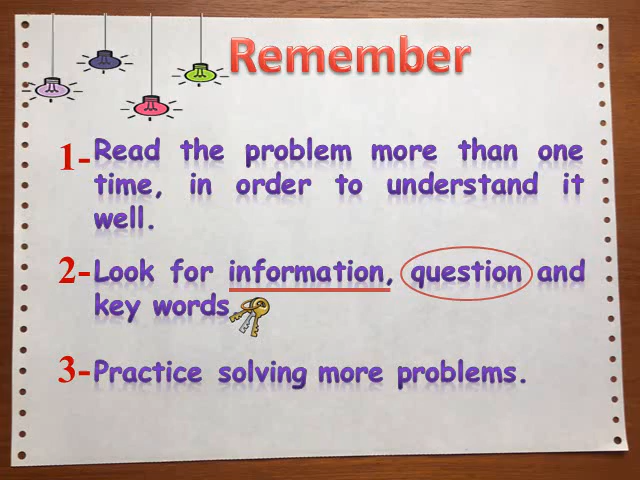 Remember
1- Read the problem more than one
time, in order to understand it
well.
2- Look for information, question and
key words
3- Practice solving more problems.